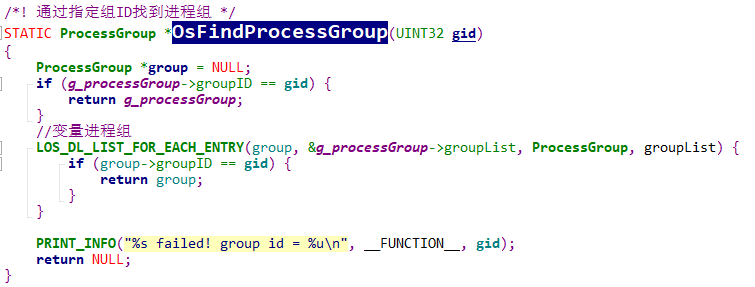 /*! 通过指定组ID找到进程组 */
STATIC ProcessGroup *OsFindProcessGroup(UINT32 gid)
{
    ProcessGroup *group = NULL;
    if (g_processGroup->groupID == gid) {
        return g_processGroup;
    }
    //变量进程组
    LOS_DL_LIST_FOR_EACH_ENTRY(group, &g_processGroup->groupList, ProcessGroup, groupList) {
        if (group->groupID == gid) {
            return group;
        }
    }

    PRINT_INFO("%s failed! group id = %u\n", __FUNCTION__, gid);
    return NULL;
}